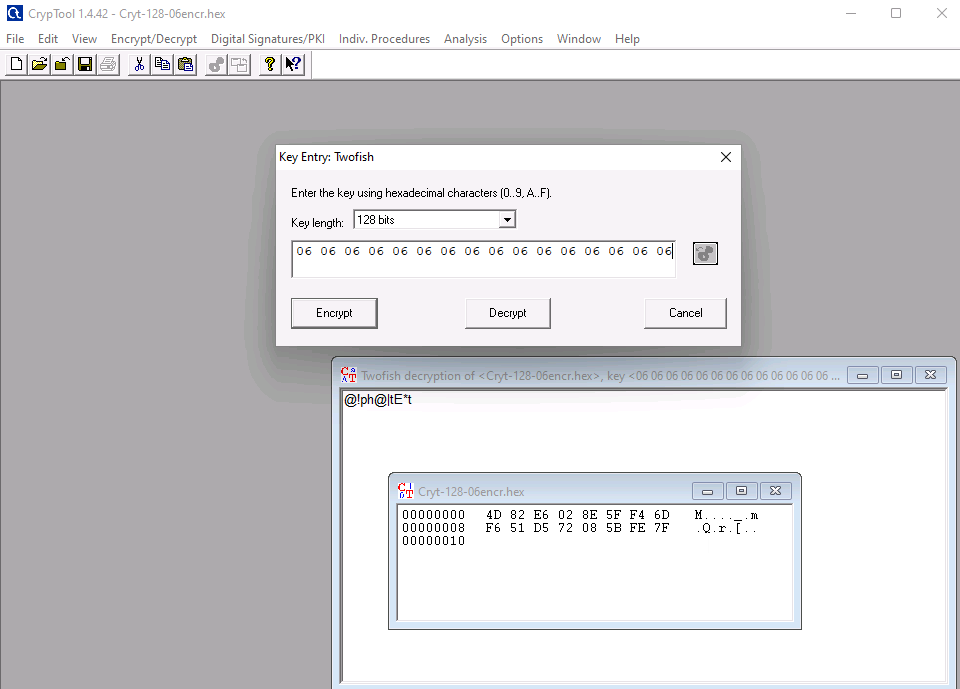 CrypTool 1.4.42 - Cryt-128-06encr.hex
File Edit View Encrypt/Decrypt Digital Signatures/PKI Indiv. Procedures Analysis Options Window Help
Key Entry: Twofish
Enter the key using hexadecimal characters (0..9, A..F).
Key length: 128 bits
06 06 06 06 06 06 06 06 06 06 06 06 06 06 06 06
Encrypt Decrypt Cancel
Twofish decryption of <Cryt-128-06encr.hex>, key <06 06 06 06 06 06 06 06 06 06 06 06 06 ...
@!ph@|tE*t
Cryt-128-06encr.hex
00000000 4D 82 E6 02 8E 5F F4 6D M...._.m
00000008 F6 51 D5 72 08 5B FE 7F .Q.r.[..
00000010